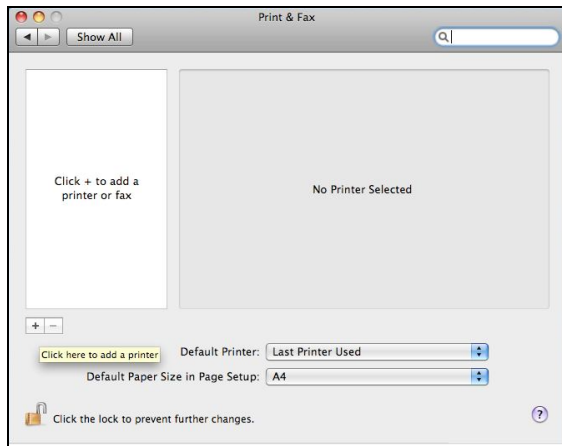 Print & Fax
Show All
Click + to add a
printer or fax
No Printer Selected
+ −
Click here to add a printer
Default Printer: Last Printer Used
Default Paper Size in Page Setup: A4
Click the lock to prevent further changes.
?